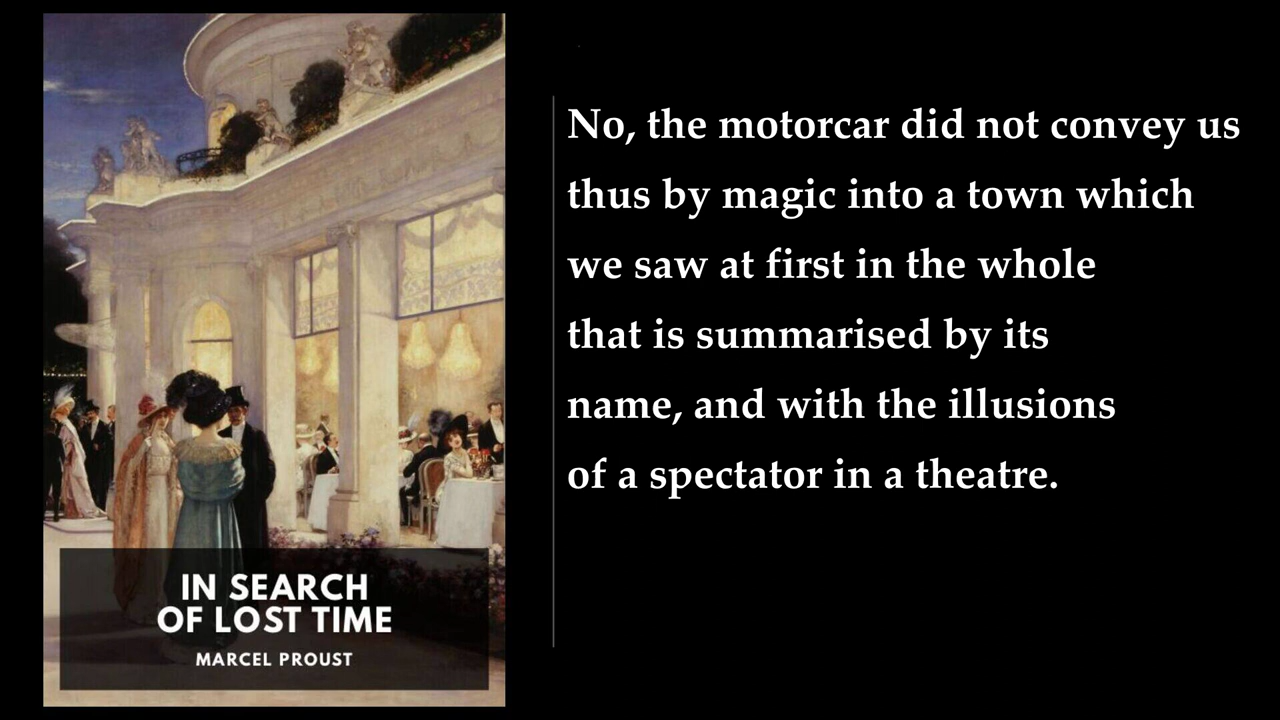 IN SEARCH
OF LOST TIME
MARCEL PROUST
No, the motorcar did not convey us
thus by magic into a town which
we saw at first in the whole
that is summarised by its
name, and with the illusions
of a spectator in a theatre.